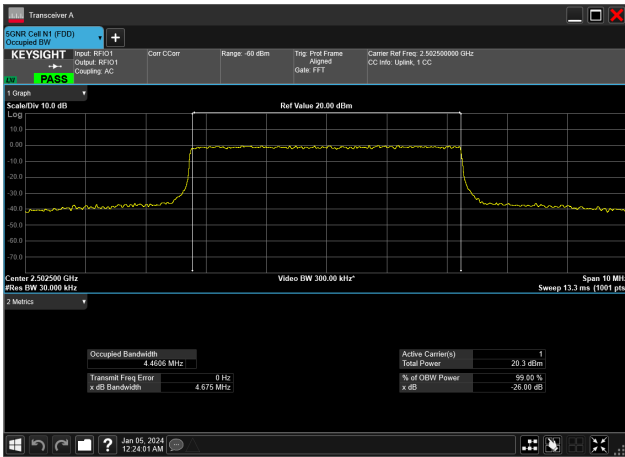 Transceiver A
5GNR Cell N1 (FDD)
Occupied BW
KEYSIGHT
PASS
Input: RFIO1
Output: RFIO1
Coupling: AC
Corr CCorr
Range: -60 dBm
Trig: Prot Frame
Aligned
Gate: FFT
Carrier Ref Freq: 2.502500000 GHz
CC Info: Uplink, 1 CC
1 Graph
Scale/Div 10.0 dB
Ref Value 20.00 dBm
Log
10.0
0.00
-10.0
-20.0
-30.0
-40.0
-50.0
-60.0
-70.0
Center 2.502500 GHz
Video BW 300.00 kHz*
Span 10 MHz
#Res BW 30.000 kHz
Sweep 13.3 ms (1001 pts
2 Metrics
Occupied Bandwidth
4.4606 MHz
Transmit Freq Error 0 Hz
x dB Bandwidth 4.675 MHz
Active Carrier(s) 1
Total Power 20.3 dBm
% of OBW Power 99.00 %
x dB -26.00 dB
?
Jan 05, 2024
12:24:01 AM